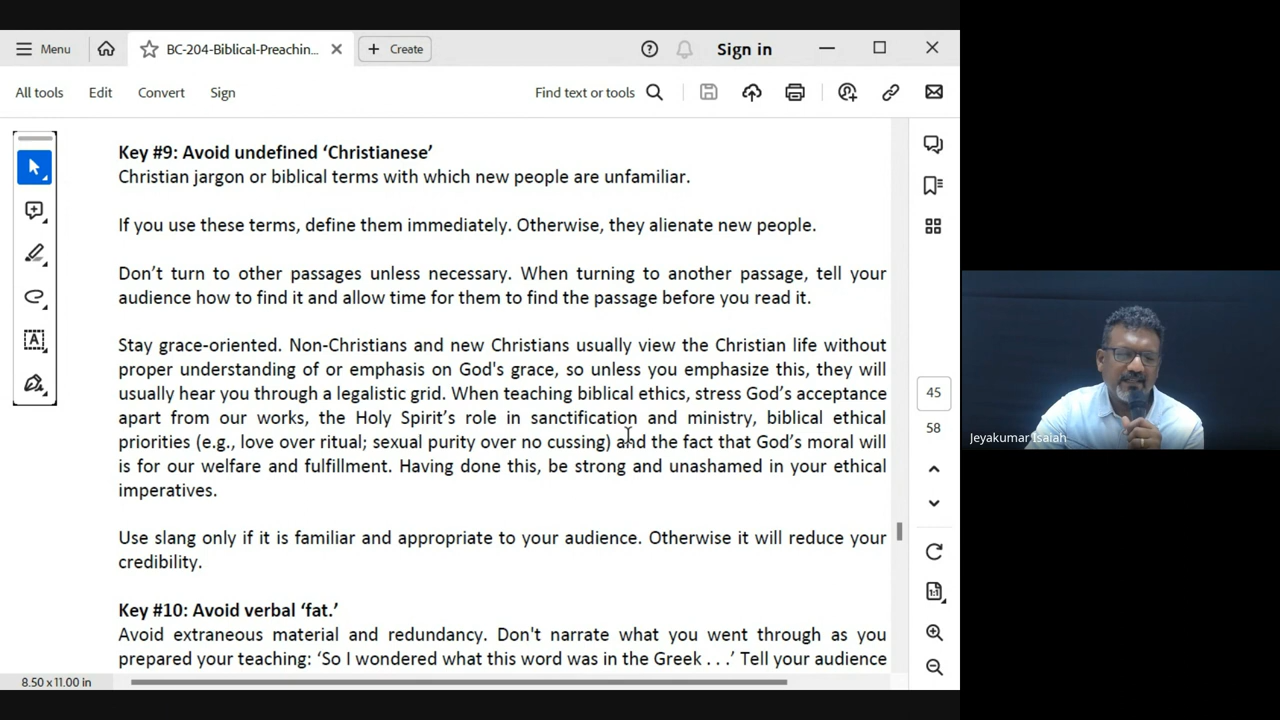 Menu
BC-204-Biblical-Preachin...
Create
Sign in
All tools
Edit
Convert
Sign
Find text or tools
Key #9: Avoid undefined ‘Christianese’
Christian jargon or biblical terms with which new people are unfamiliar.
If you use these terms, define them immediately. Otherwise, they alienate new people.
Don’t turn to other passages unless necessary. When turning to another passage, tell your
audience how to find it and allow time for them to find the passage before you read it.
Stay grace-oriented. Non-Christians and new Christians usually view the Christian life without
proper understanding of or emphasis on God's grace, so unless you emphasize this, they will
usually hear you through a legalistic grid. When teaching biblical ethics, stress God’s acceptance
apart from our works, the Holy Spirit’s role in sanctification and ministry, biblical ethical
priorities (e.g., love over ritual; sexual purity over no cussing) and the fact that God’s moral will
is for our welfare and fulfillment. Having done this, be strong and unashamed in your ethical
imperatives.
Use slang only if it is familiar and appropriate to your audience. Otherwise it will reduce your
credibility.
Key #10: Avoid verbal ‘fat.’
Avoid extraneous material and redundancy. Don't narrate what you went through as you
prepared your teaching: ‘So I wondered what this word was in the Greek . . .’ Tell your audience
45
58
8.50 x 11.00 in
Jeyakumar Isaiah